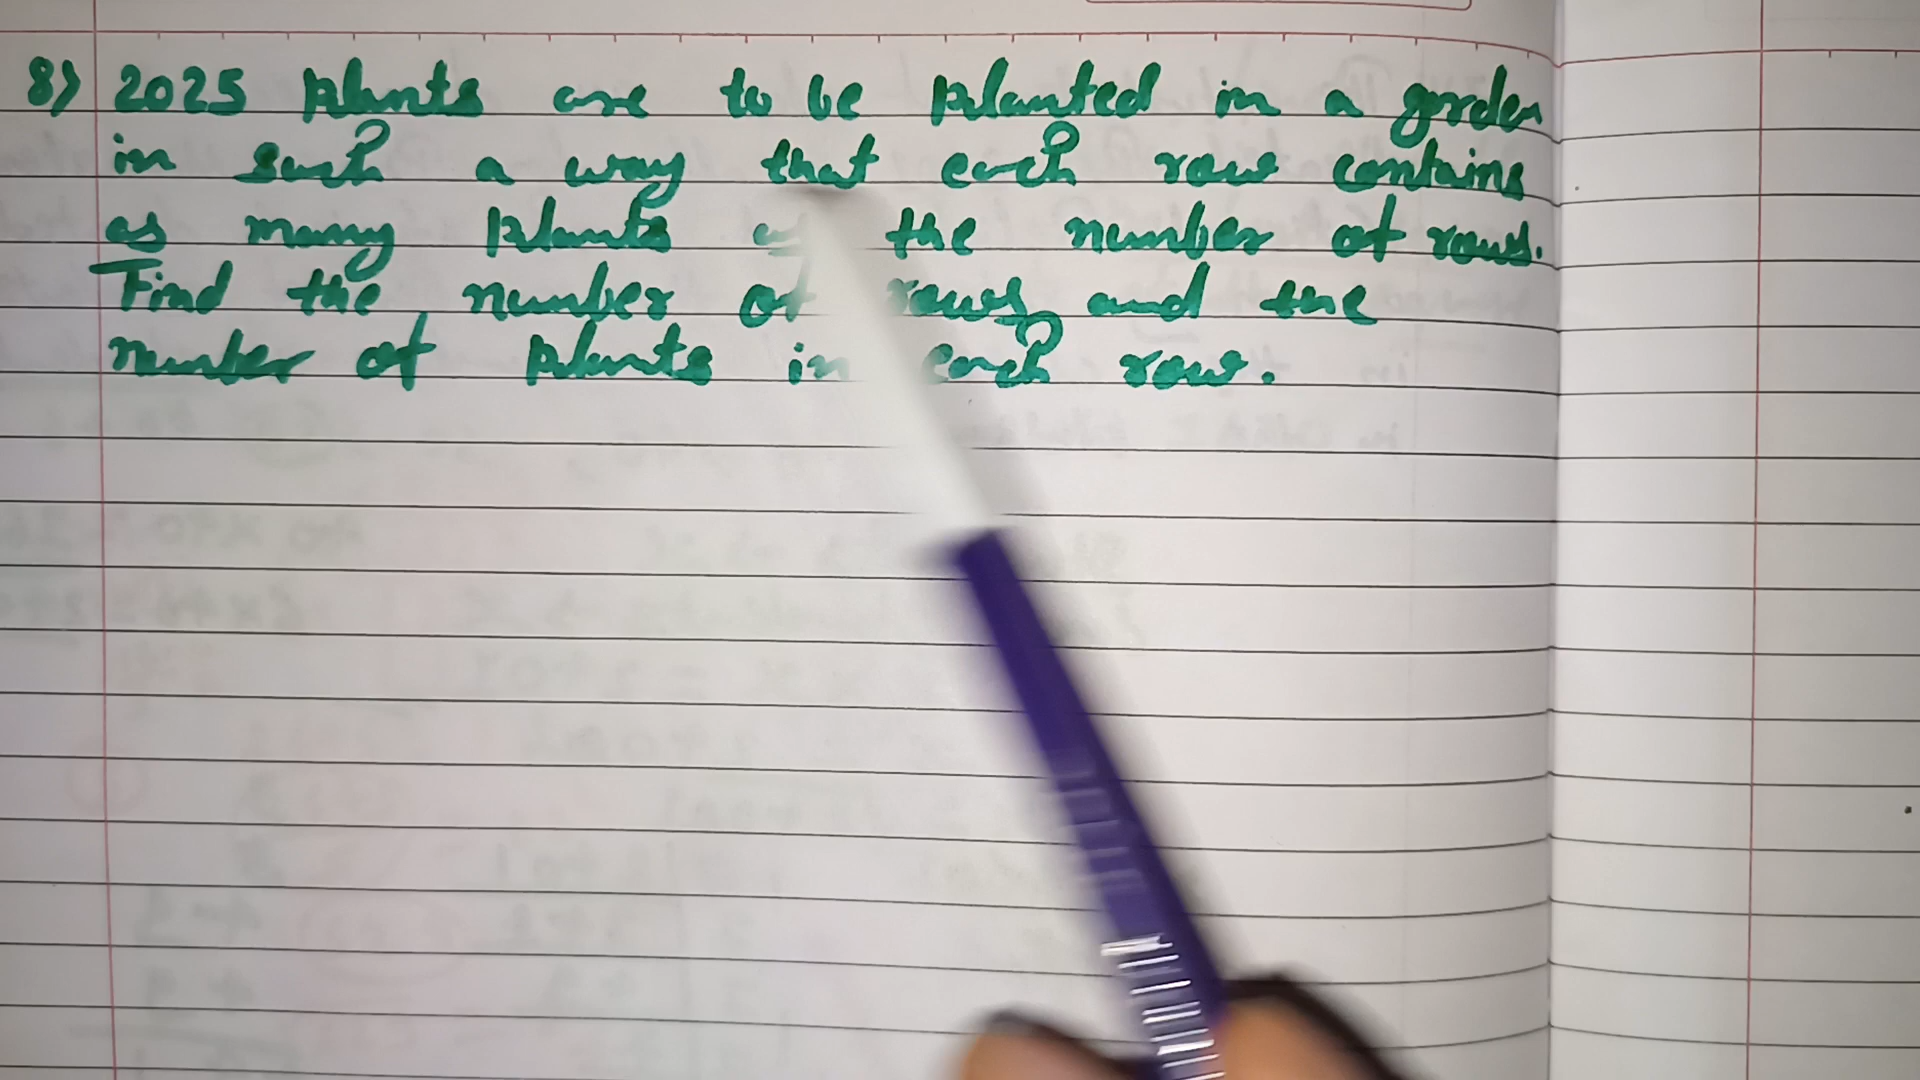 8) 2025 plants are to be planted in a garden
in such a way that each row contains
as many plants as the number of rows.
Find the number of rows and the
number of plants in each row.